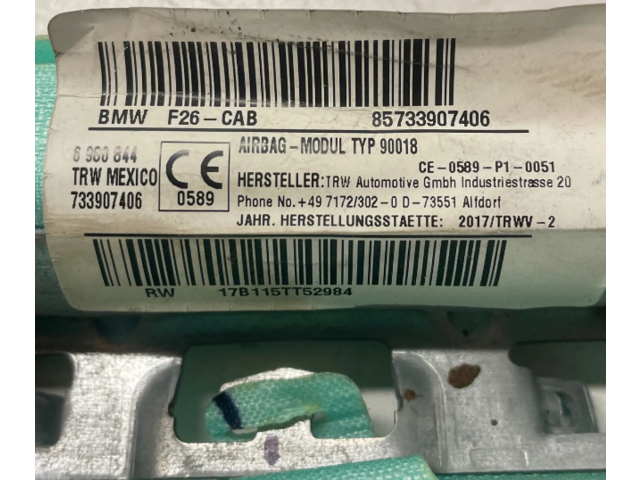 BMW F26-CAB 85733907406
6 960 844
TRW MEXICO
733907406
CE
0589
AIRBAG-MODUL TYP 90018
CE-0589-P1-0051
HERSTELLER: TRW Automotive Gmbh Industriestrasse 20
Phone No.+49 7172/302-0 D-73551 Alfdorf
JAHR. HERSTELLUNGSSTAETTE: 2017/TRWV-2
RW 17B115TT52984